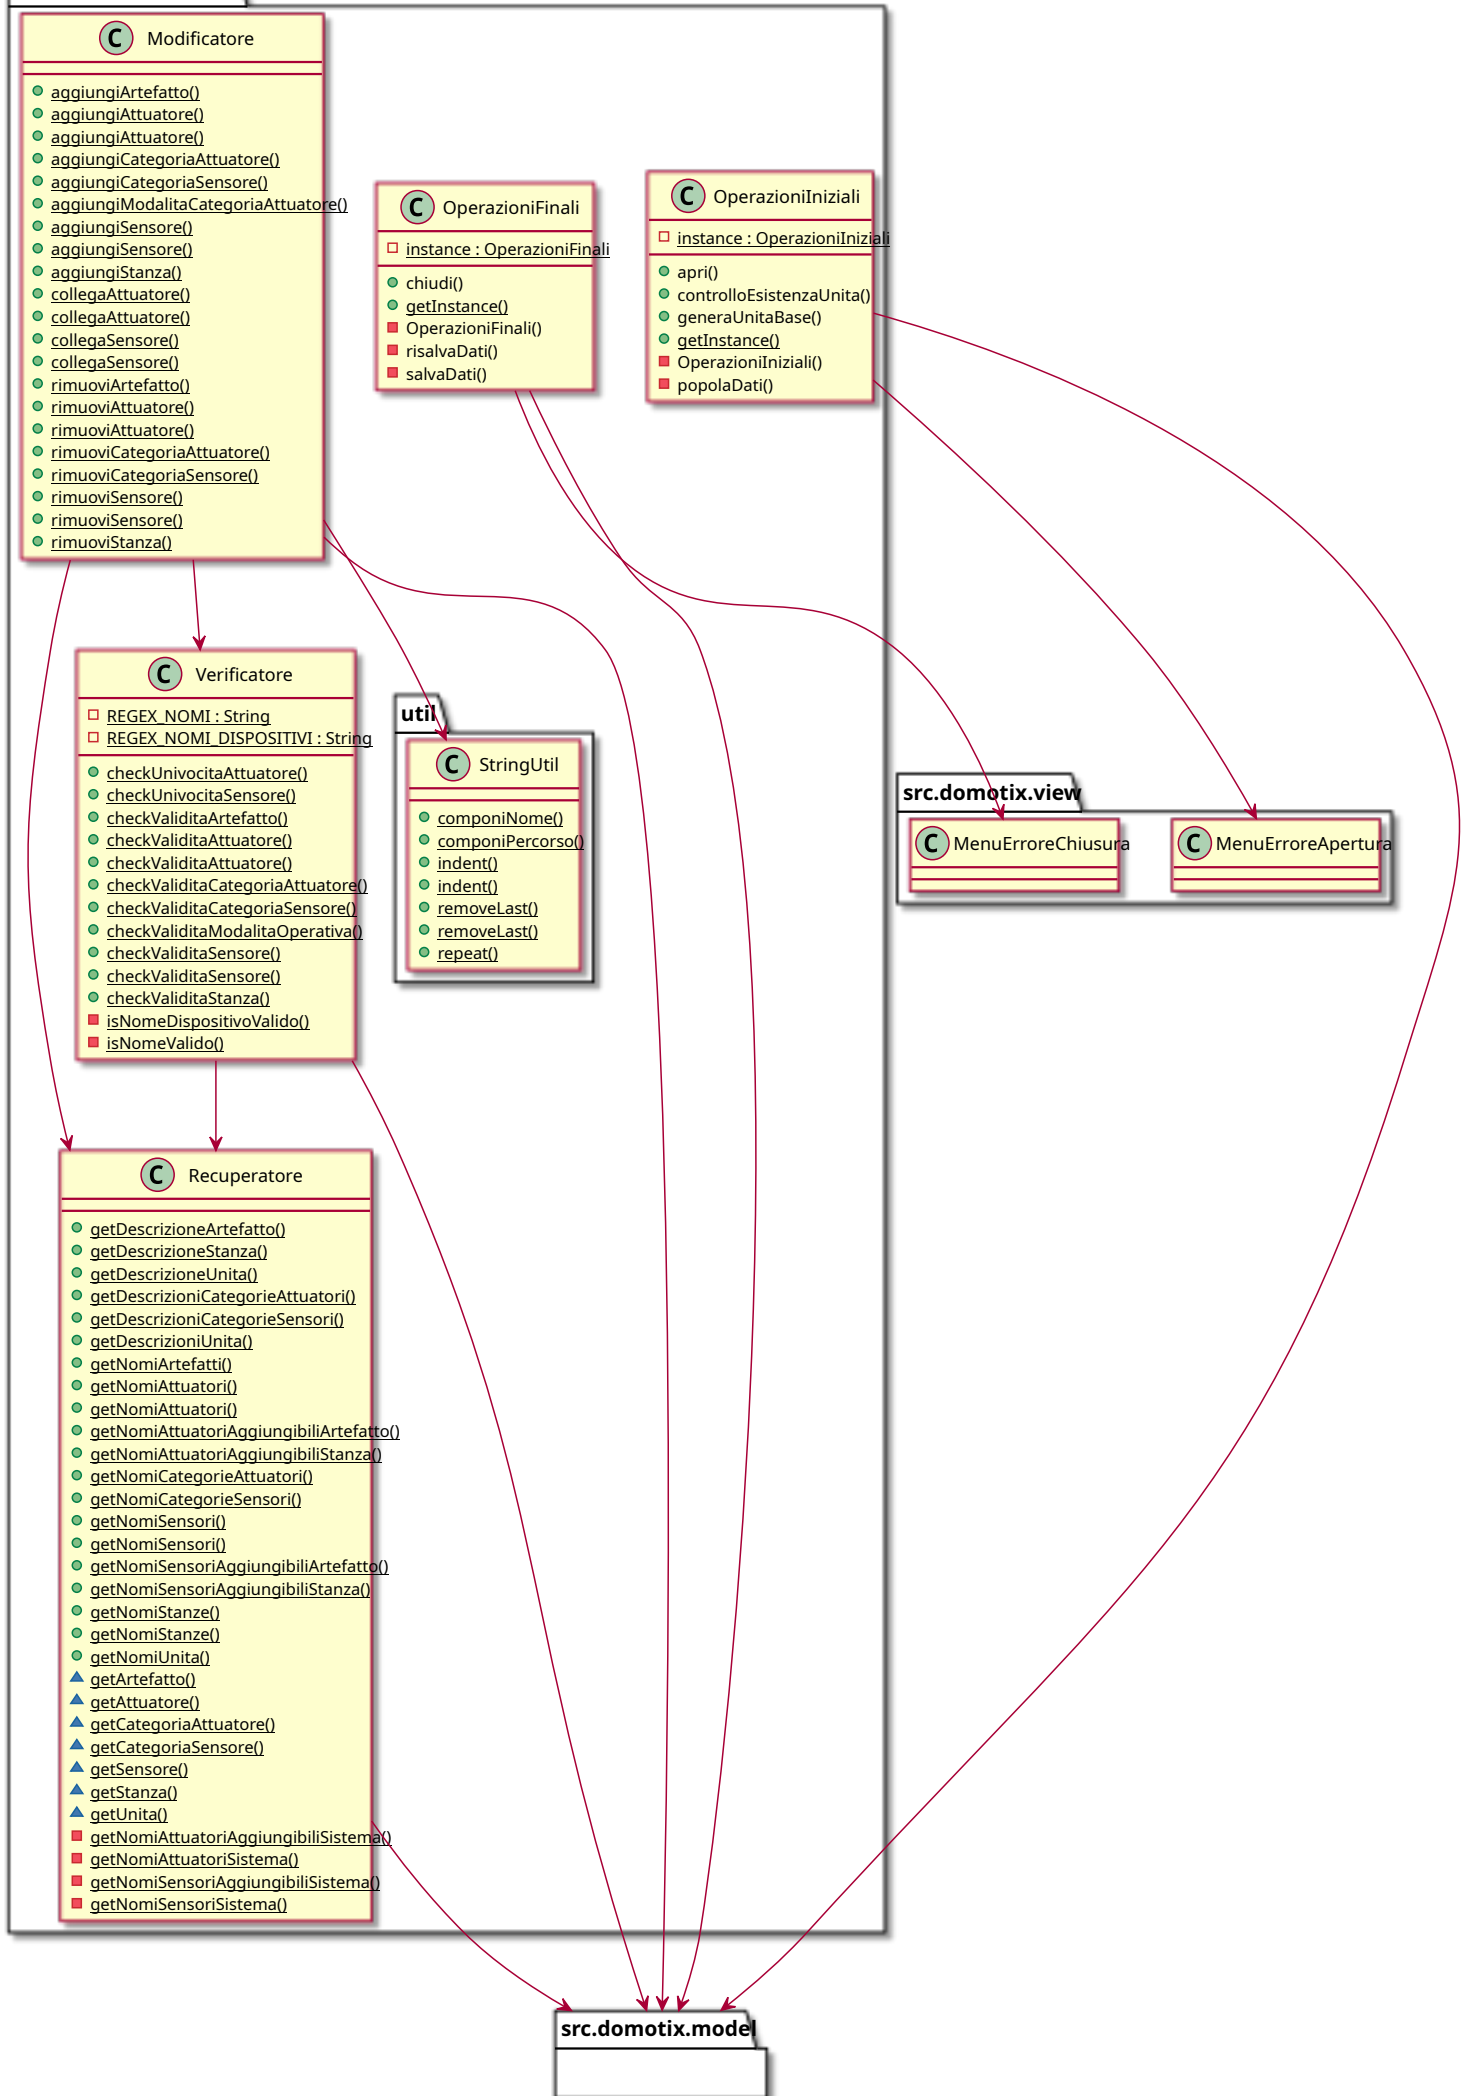 Modificatore
aggiungiArtefatto()
aggiungiAttuatore()
aggiungiAttuatore()
aggiungiCategoriaAttuatore()
aggiungiCategoriaSensore()
aggiungiModalitaCategoriaAttuatore()
aggiungiSensore()
aggiungiSensore()
aggiungiStanza()
collegaAttuatore()
collegaAttuatore()
collegaSensore()
collegaSensore()
rimuoviArtefatto()
rimuoviAttuatore()
rimuoviAttuatore()
rimuoviCategoriaAttuatore()
rimuoviCategoriaSensore()
rimuoviSensore()
rimuoviSensore()
rimuoviStanza()
OperazioniFinali
instance : OperazioniFinali
chiudi()
getInstance()
OperazioniFinali()
risalvaDati()
salvaDati()
OperazioniIniziali
instance : OperazioniIniziali
apri()
controlloEsistenzaUnita()
generaUnitaBase()
getInstance()
OperazioniIniziali()
popolaDati()
Verificatore
REGEX_NOMI : String
REGEX_NOMI_DISPOSITIVI : String
checkUnivocitaAttuatore()
checkUnivocitaSensore()
checkValiditaArtefatto()
checkValiditaAttuatore()
checkValiditaAttuatore()
checkValiditaCategoriaAttuatore()
checkValiditaCategoriaSensore()
checkValiditaModalitaOperativa()
checkValiditaSensore()
checkValiditaSensore()
checkValiditaStanza()
isNomeDispositivoValido()
isNomeValido()
util
StringUtil
componiNome()
componiPercorso()
indent()
indent()
removeLast()
removeLast()
repeat()
src.domotix.view
MenuErroreChiusura
MenuErroreApertura
Recuperatore
getDescrizioneArtefatto()
getDescrizioneStanza()
getDescrizioneUnita()
getDescrizioniCategorieAttuatori()
getDescrizioniCategorieSensori()
getDescrizioniUnita()
getNomiArtefatti()
getNomiAttuatori()
getNomiAttuatori()
getNomiAttuatoriAggiungibiliArtefatto()
getNomiAttuatoriAggiungibiliStanza()
getNomiCategorieAttuatori()
getNomiCategorieSensori()
getNomiSensori()
getNomiSensori()
getNomiSensoriAggiungibiliArtefatto()
getNomiSensoriAggiungibiliStanza()
getNomiStanze()
getNomiStanze()
getNomiUnita()
getArtefatto()
getAttuatore()
getCategoriaAttuatore()
getCategoriaSensore()
getSensore()
getStanza()
getUnita()
getNomiAttuatoriAggiungibiliSistema()
getNomiAttuatoriSistema()
getNomiSensoriAggiungibiliSistema()
getNomiSensoriSistema()
src.domotix.model